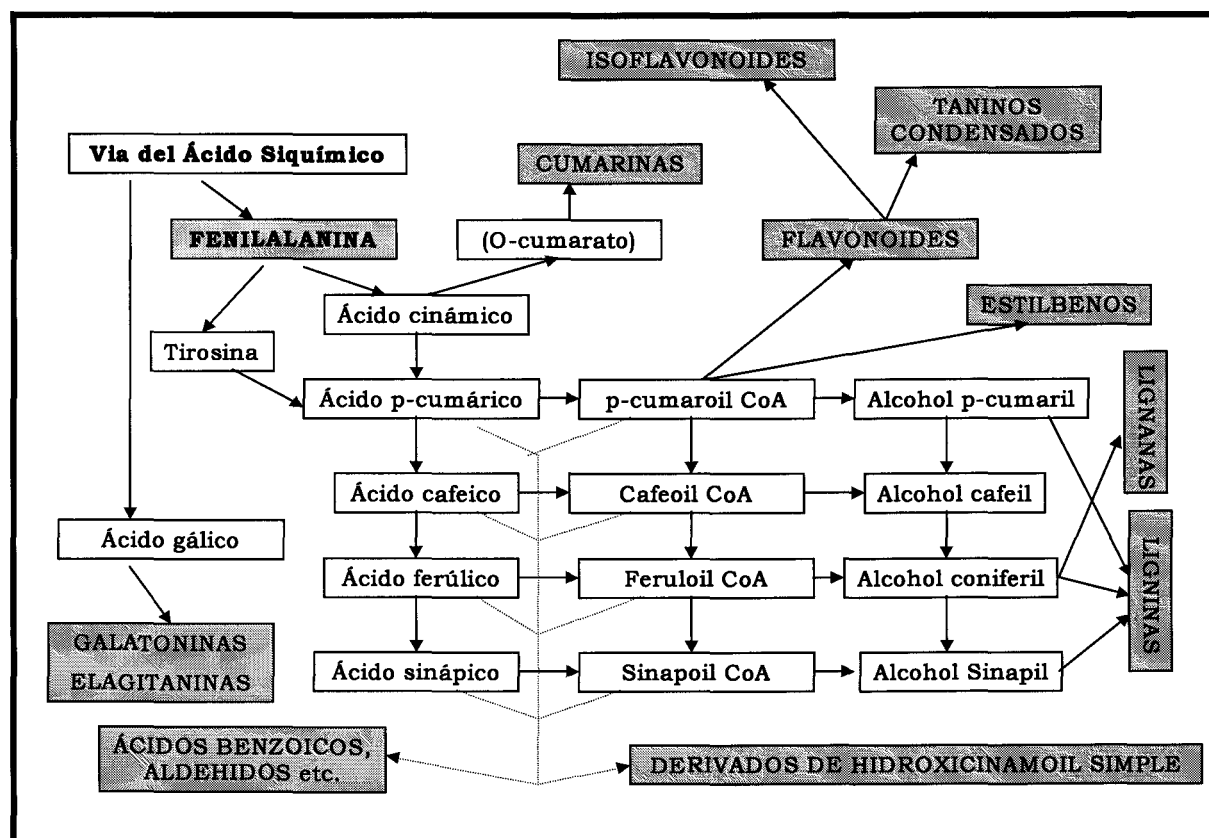 ISOFLAVONOIDES
TANINOS
CONDENSADOS
Via del Ácido Siquímico
CUMARINAS
FENILALANINA
(O-cumarato)
FLAVONOIDES
Ácido cinámico
ESTILBENOS
Tirosina
Ácido p-cumárico
p-cumaroil CoA
Alcohol p-cumaril
LIGNANAS
Ácido cafeico
Cafeoil CoA
Alcohol cafeil
Ácido gálico
Ácido ferúlico
Feruloil CoA
Alcohol coniferil
LIGNINAS
GALATONINAS
ELAGITANINAS
Ácido sinápico
Sinapoil CoA
Alcohol Sinapil
ÁCIDOS BENZOICOS,
ALDEHIDOS etc.
DERIVADOS DE HIDROXICINAMOIL SIMPLE